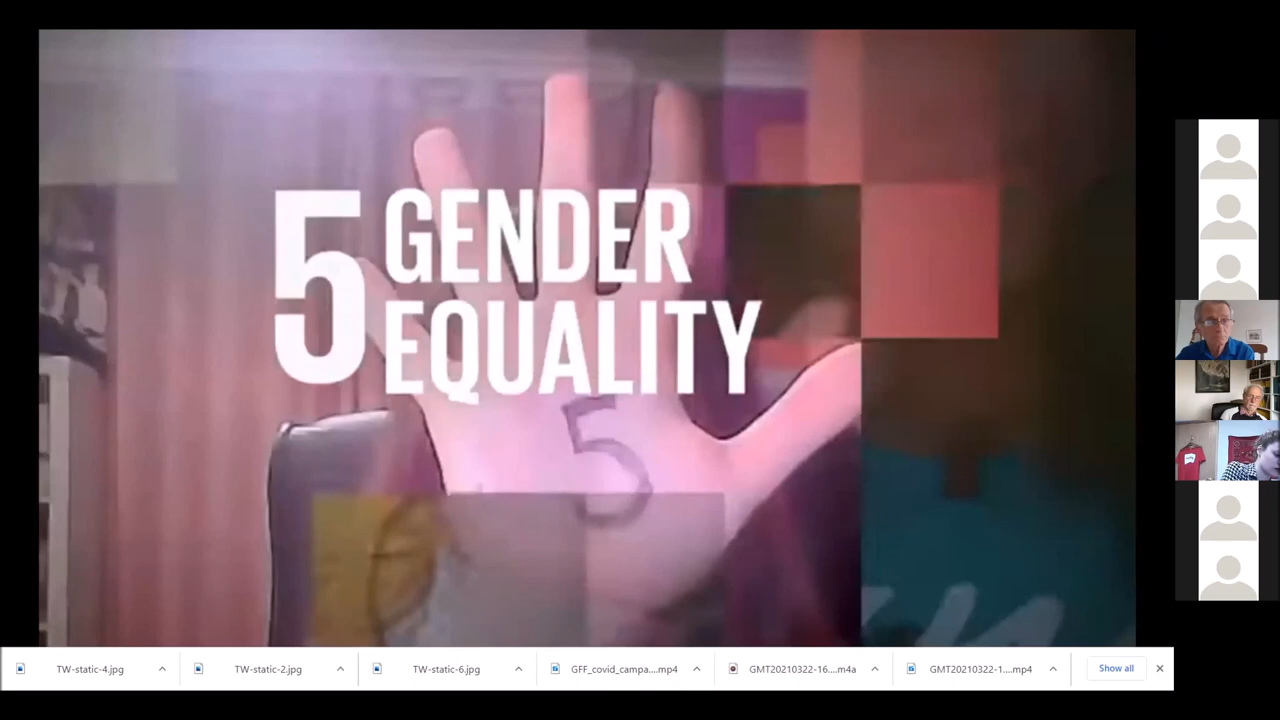 5 GENDER
EQUALITY
5
TW-static-4.jpg
TW-static-2.jpg
TW-static-6.jpg
GFF_covid_campa....mp4
GMT20210322-16....m4a
GMT20210322-1....mp4
Show all